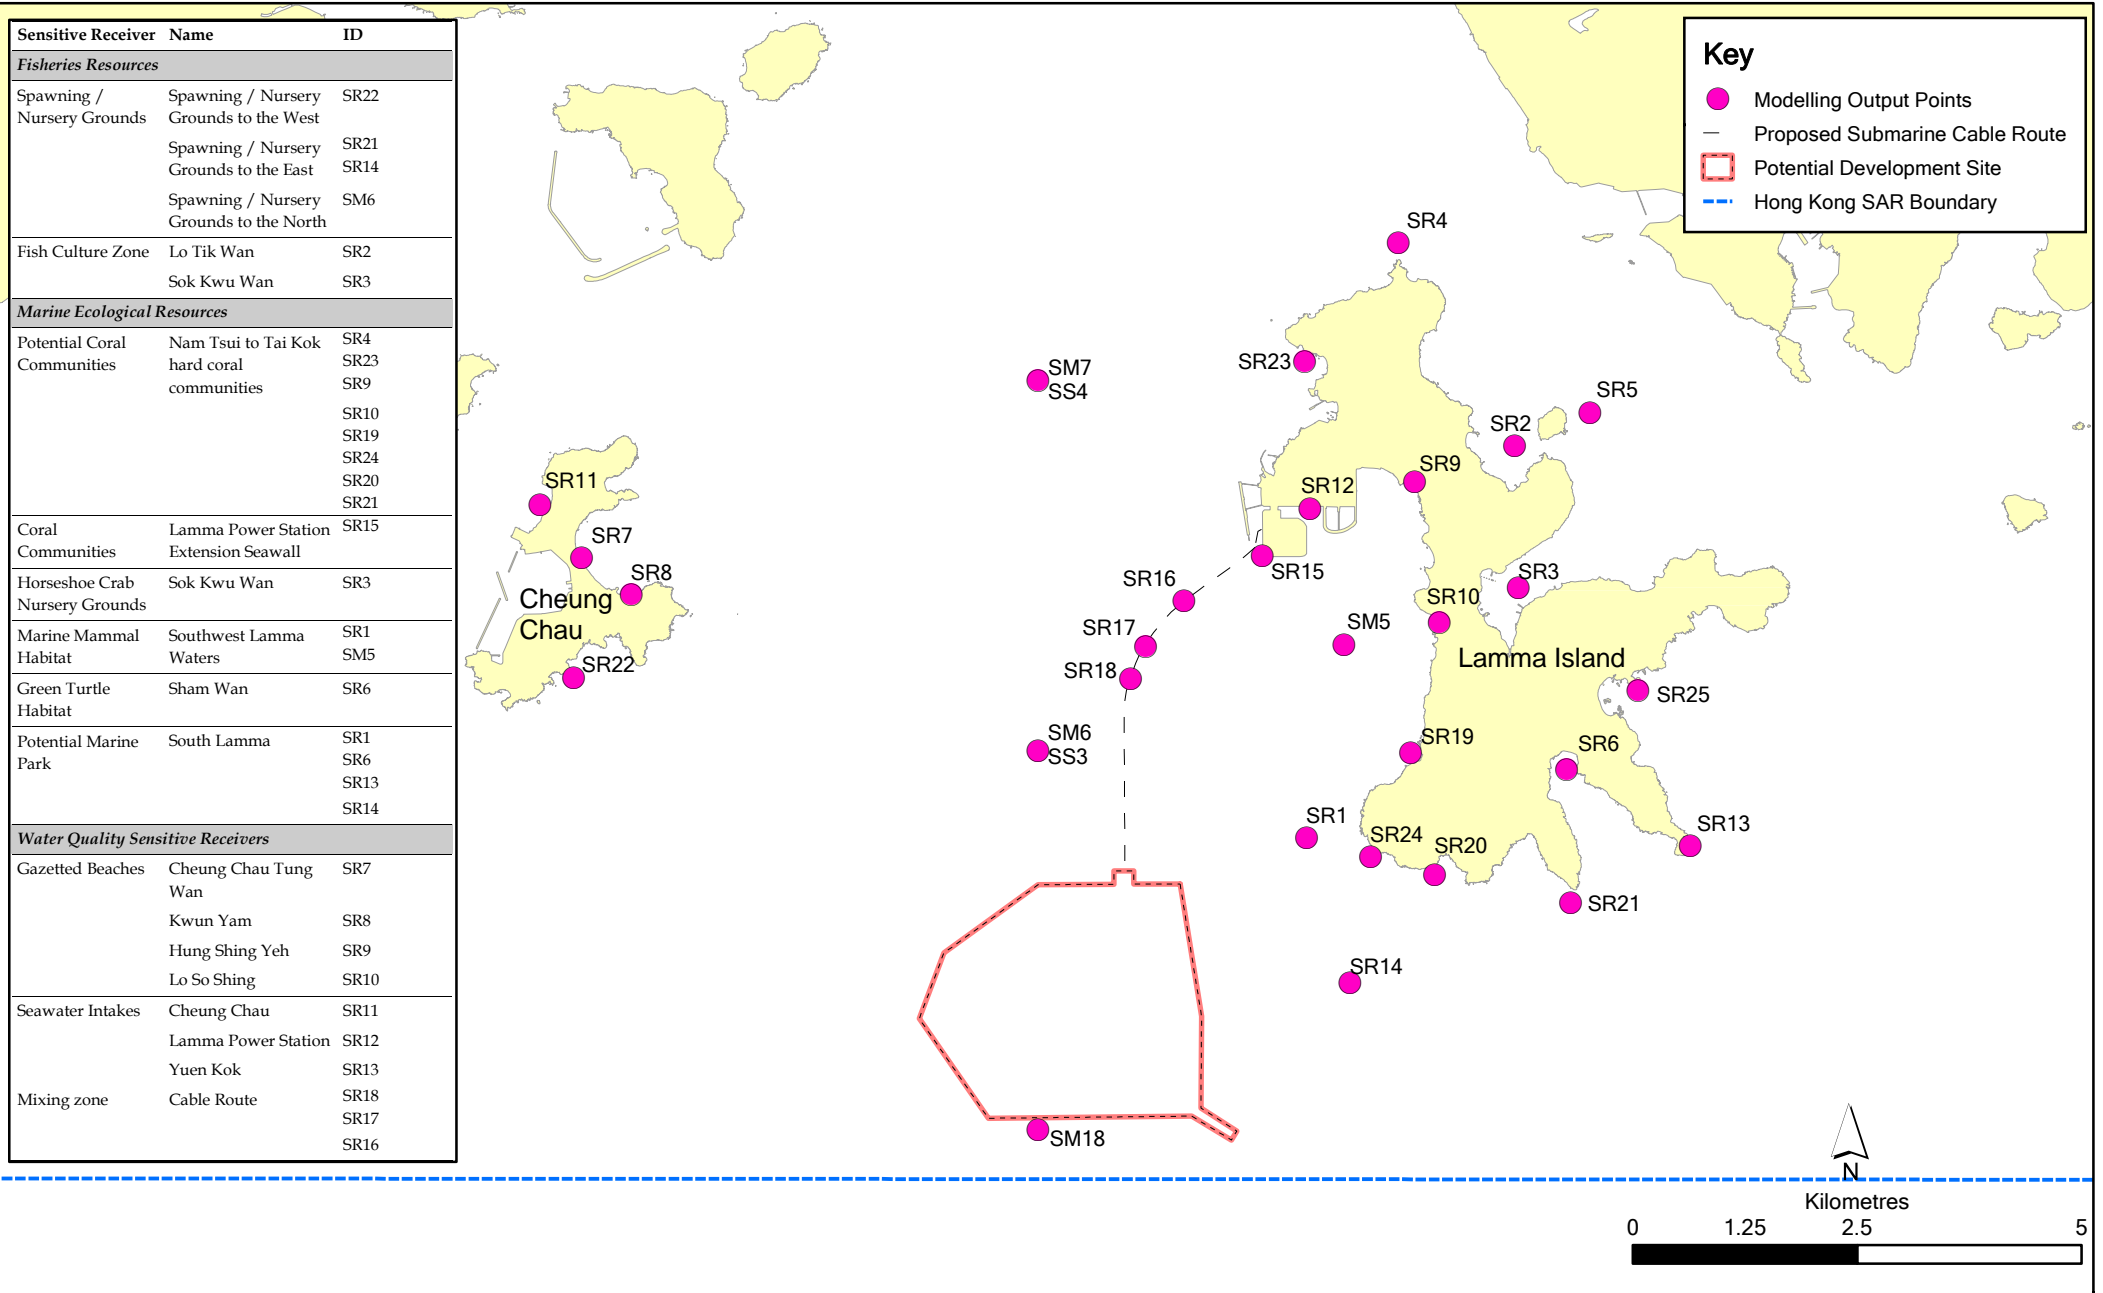 Sensitive Receiver Name ID
Fisheries Resources
Spawning / Spawning / Nursery SR22
Nursery Grounds Grounds to the West
Spawning / Nursery SR21
Grounds to the East SR14
Spawning / Nursery SM6
Grounds to the North
Fish Culture Zone Lo Tik Wan SR2
Sok Kwu Wan SR3
Marine Ecological Resources
Potential Coral Nam Tsui to Tai Kok SR4
Communities hard coral SR23
communities SR9
SR10
SR19
SR24
SR20
SR21
Coral Lamma Power Station SR15
Communities Extension Seawall
Horseshoe Crab Sok Kwu Wan SR3
Nursery Grounds
Marine Mammal Southwest Lamma SR1
Habitat Waters SM5
Green Turtle Sham Wan SR6
Habitat
Potential Marine South Lamma SR1
Park SR6
SR13
SR14
Water Quality Sensitive Receivers
Gazetted Beaches Cheung Chau Tung SR7
Wan
Kwun Yam SR8
Hung Shing Yeh SR9
Lo So Shing SR10
Seawater Intakes Cheung Chau SR11
Lamma Power Station SR12
Yuen Kok SR13
Mixing zone Cable Route SR18
SR17
SR16
Key
Modelling Output Points
Proposed Submarine Cable Route
Potential Development Site
Hong Kong SAR Boundary
SR4
SR23
SM7
SS4
SR5
SR2
SR9
SR11
SR12
SR7
SR15
SR8
SR16
SR3
Cheung
Chau
SR10
SR17
SM5
SR18
Lamma Island
SR22
SR25
SM6
SS3
SR19
SR6
SR1
SR24
SR20
SR13
SR21
SR14
SM18
N
Kilometres
0 1.25 2.5 5